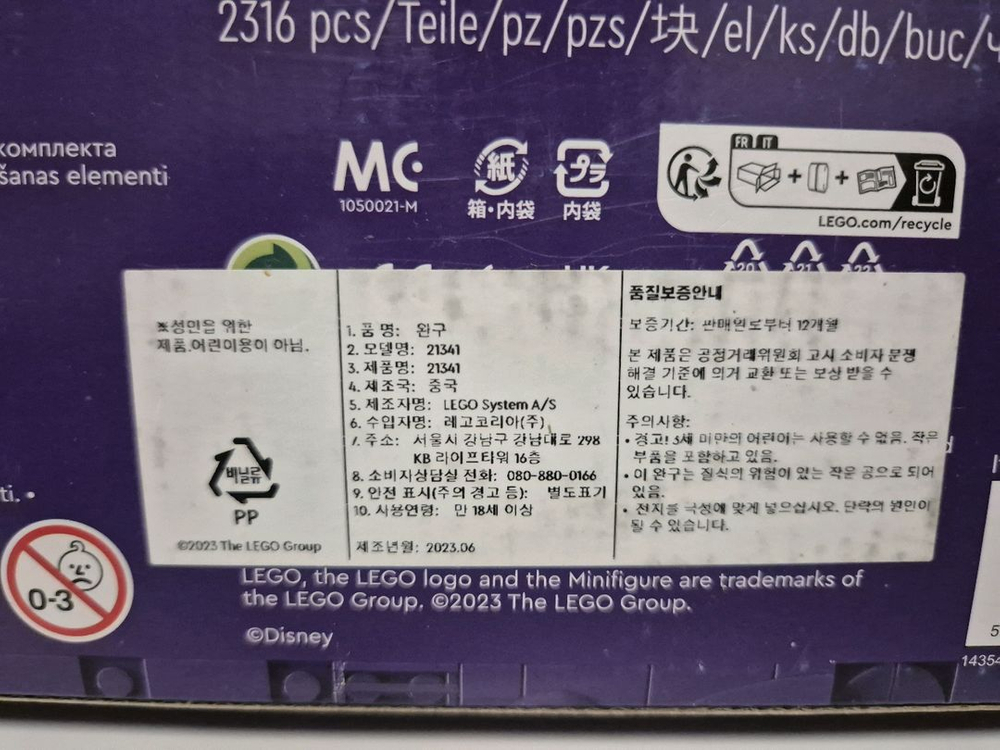 2316 pcs/Teile/pz/pzs/块/el/ks/db/buc/
комплекта
šanas elementi
1050021-M
紙
箱・内袋
プラ
内袋
FR IT
LEGO.com/recycle
20 21 22
※성인을 위한
제품.어린이용이 아님.
비닐류
PP
©2023 The LEGO Group
1. 품 명: 완구
2. 모델명: 21341
3. 제품명: 21341
4. 제조국: 중국
5. 제조자명: LEGO System A/S
6. 수입자명: 레고코리아(주)
7. 주소: 서울시 강남구 강남대로 298
KB 라이프타워 16층
8. 소비자상담실 전화: 080-880-0166
9. 안전 표시(주의 경고 등): 별도표기
10. 사용연령: 만 18세 이상
제조년월: 2023.06
품질보증안내
보증기간: 판매일로부터 12개월
본 제품은 공정거래위원회 고시 소비자 분쟁
해결 기준에 의거 교환 또는 보상 받을 수
있습니다.
주의사항:
• 경고! 3세 미만의 어린이는 사용할 수 없음. 작은
부품을 포함하고 있음.
• 이 완구는 질식의 위험이 있는 작은 공으로 되어
있음.
• 전지를 극성에 맞게 넣으십시오. 단락의 원인이
될 수 있습니다.
ti. •
0-3
LEGO, the LEGO logo and the Minifigure are trademarks of
the LEGO Group. ©2023 The LEGO Group.
©Disney
14354